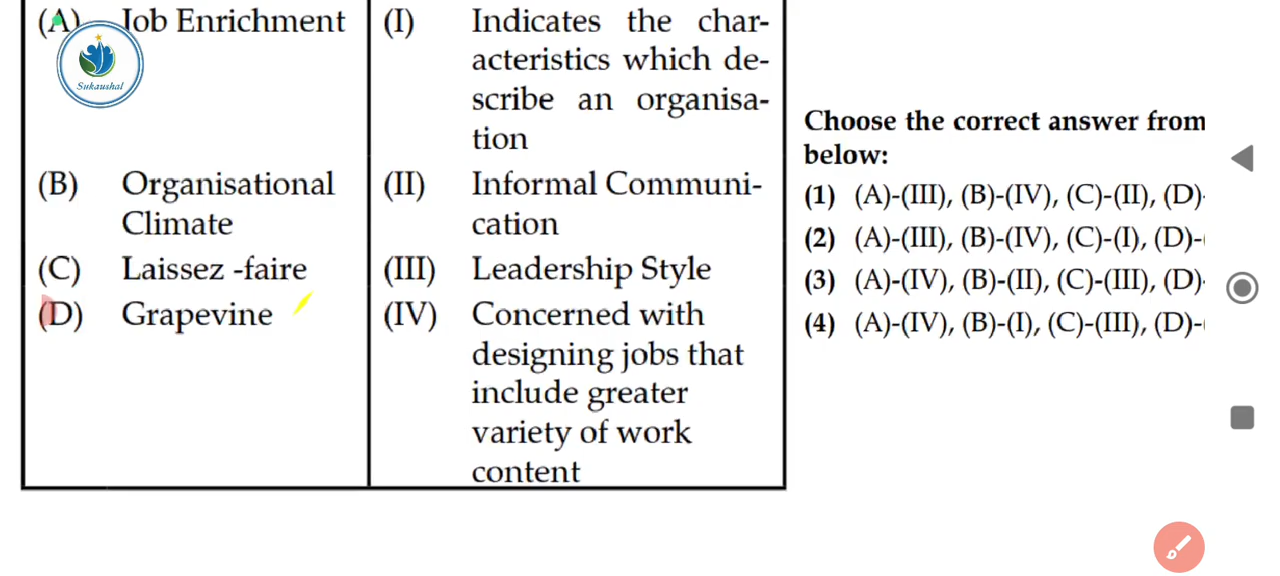 (A) Job Enrichment
Sukaushal
(B) Organisational
Climate
(C) Laissez -faire
(D) Grapevine
(I) Indicates the char-
acteristics which de-
scribe an organisa-
tion
(II) Informal Communi-
cation
(III) Leadership Style
(IV) Concerned with
designing jobs that
include greater
variety of work
content
Choose the correct answer from
below:
(1) (A)-(III), (B)-(IV), (C)-(II), (D)-
(2) (A)-(III), (B)-(IV), (C)-(I), (D)-
(3) (A)-(IV), (B)-(II), (C)-(III), (D)-
(4) (A)-(IV), (B)-(I), (C)-(III), (D)-